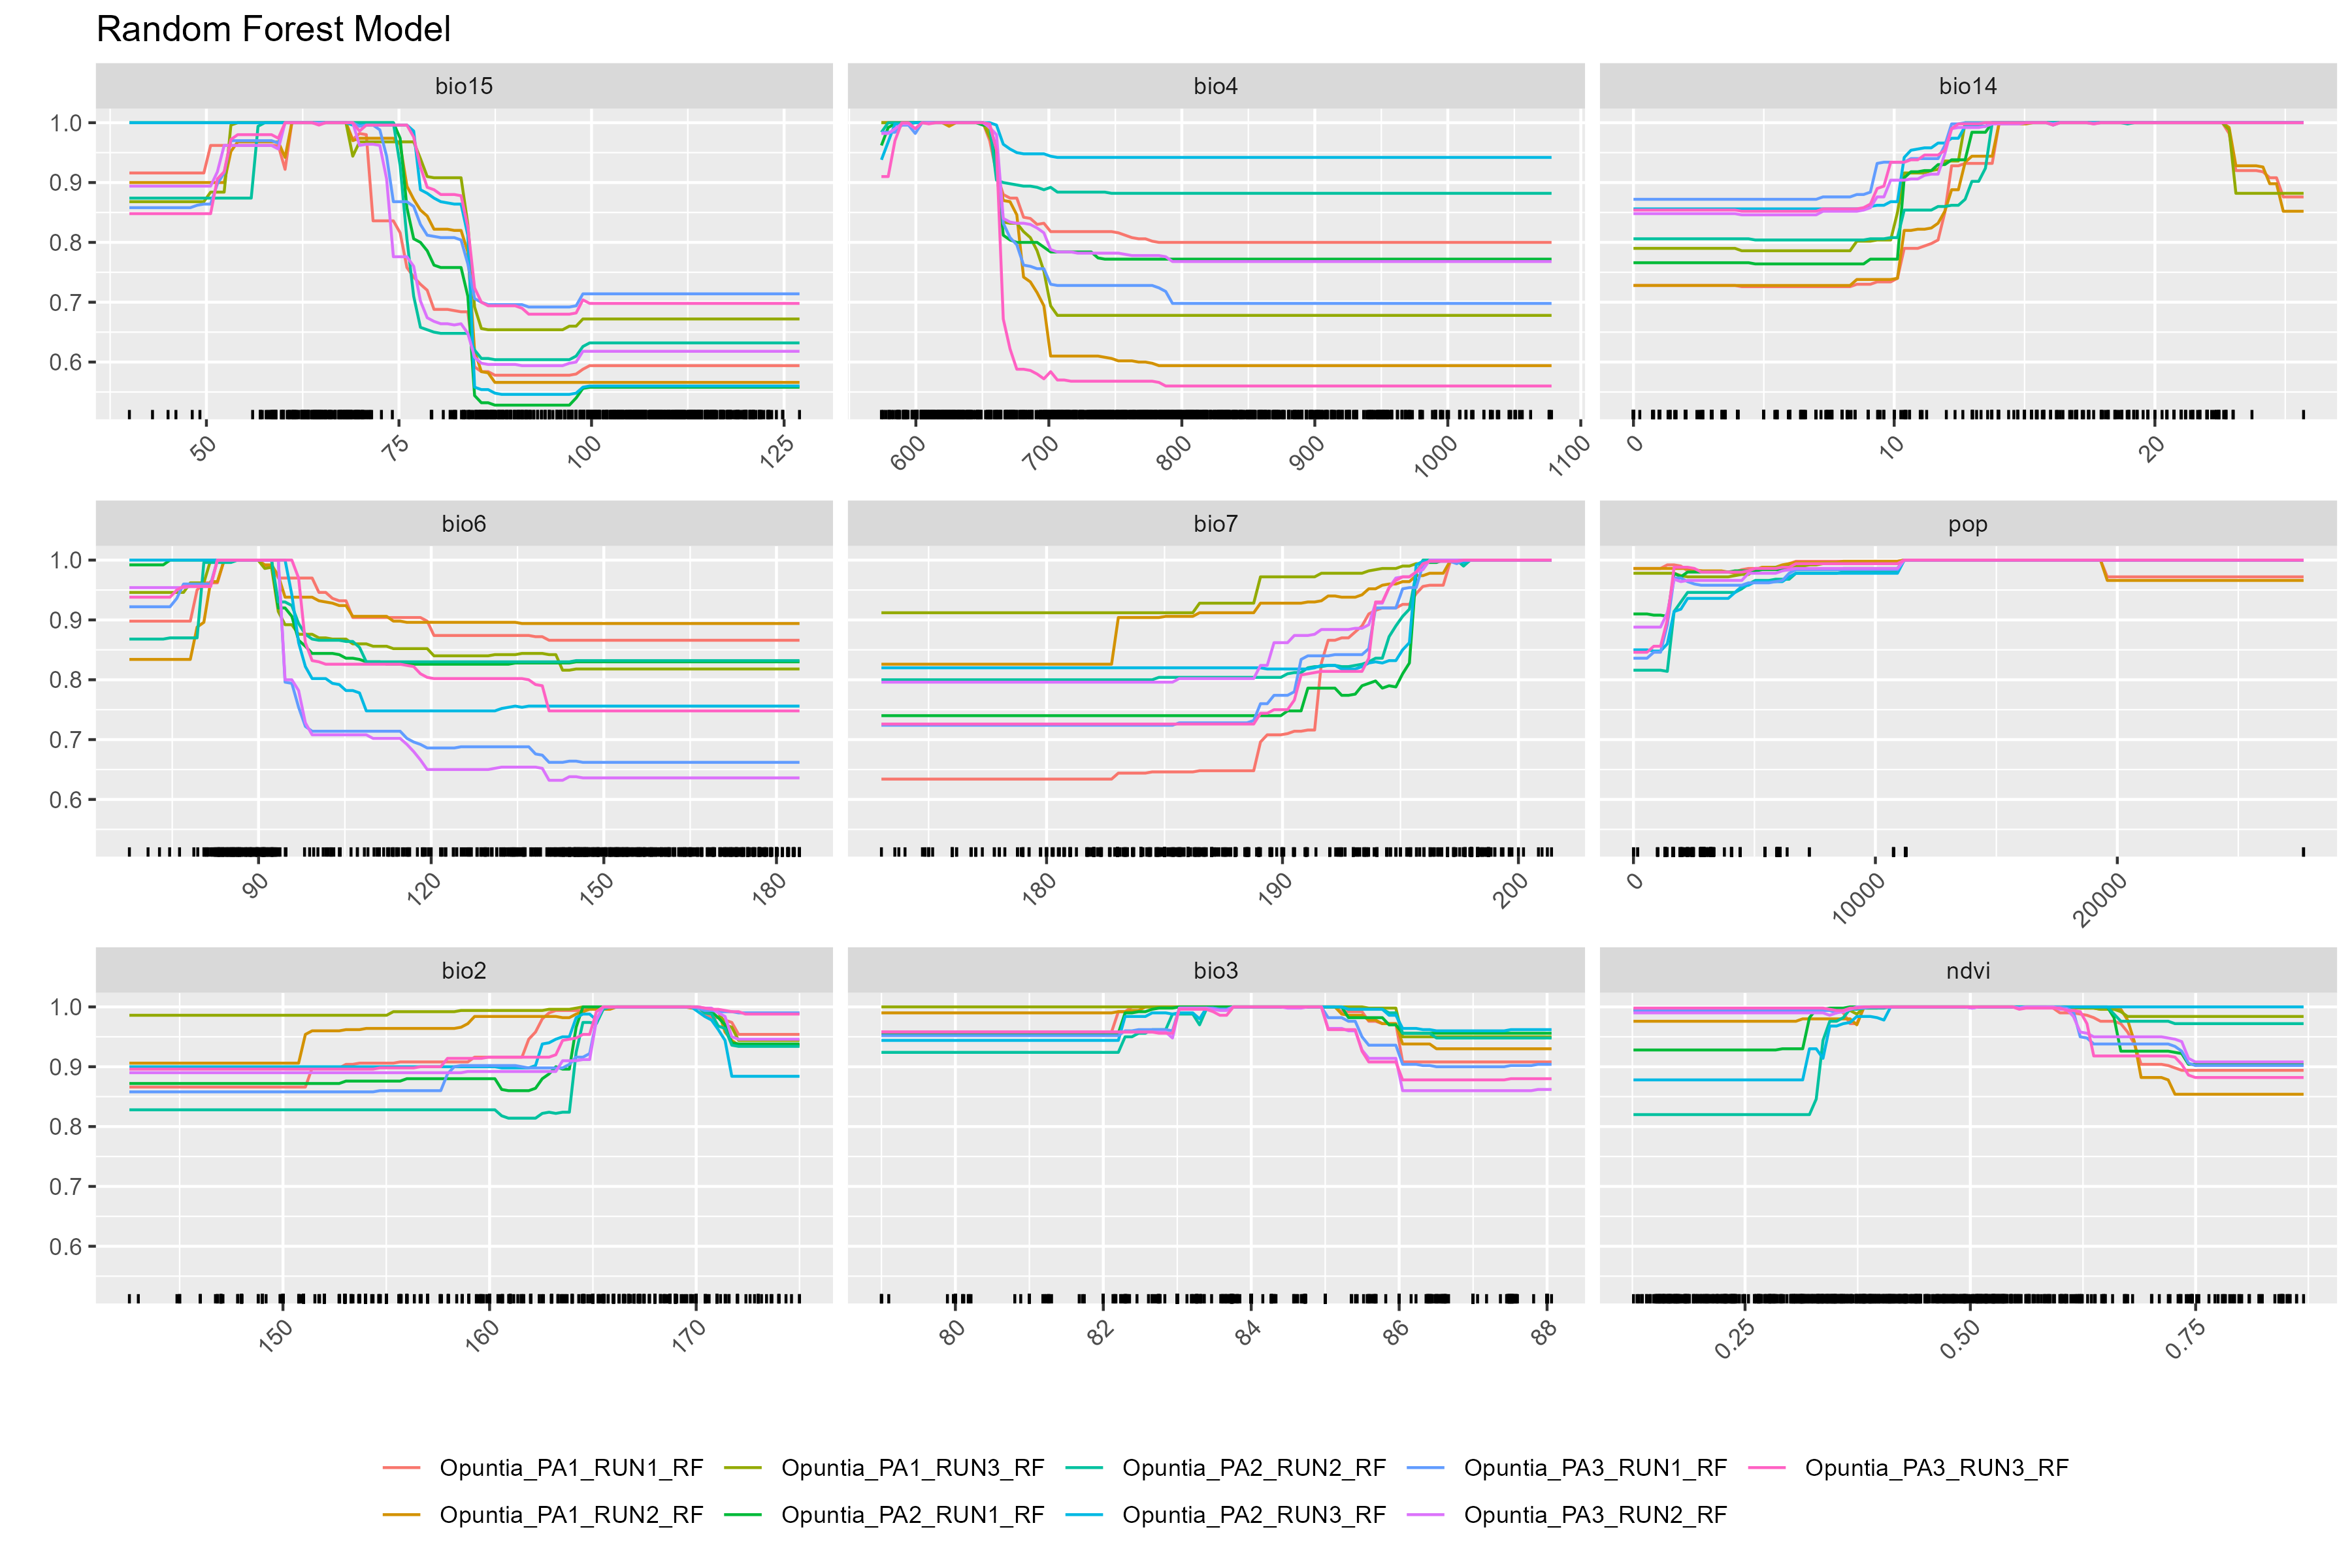 Random Forest Model
bio15 bio4 bio14
1.0
0.9
0.8
0.7
0.6
50 75 100 125 600 700 800 900 1000 1100 0 10 20
bio6 bio7 pop
1.0
0.9
0.8
0.7
0.6
90 120 150 180 180 190 200 0 10000 20000
bio2 bio3 ndvi
1.0
0.9
0.8
0.7
0.6
150 160 170 80 82 84 86 88 0.25 0.50 0.75
Opuntia_PA1_RUN1_RF Opuntia_PA1_RUN3_RF Opuntia_PA2_RUN2_RF Opuntia_PA3_RUN1_RF Opuntia_PA3_RUN3_RF
Opuntia_PA1_RUN2_RF Opuntia_PA2_RUN1_RF Opuntia_PA2_RUN3_RF Opuntia_PA3_RUN2_RF